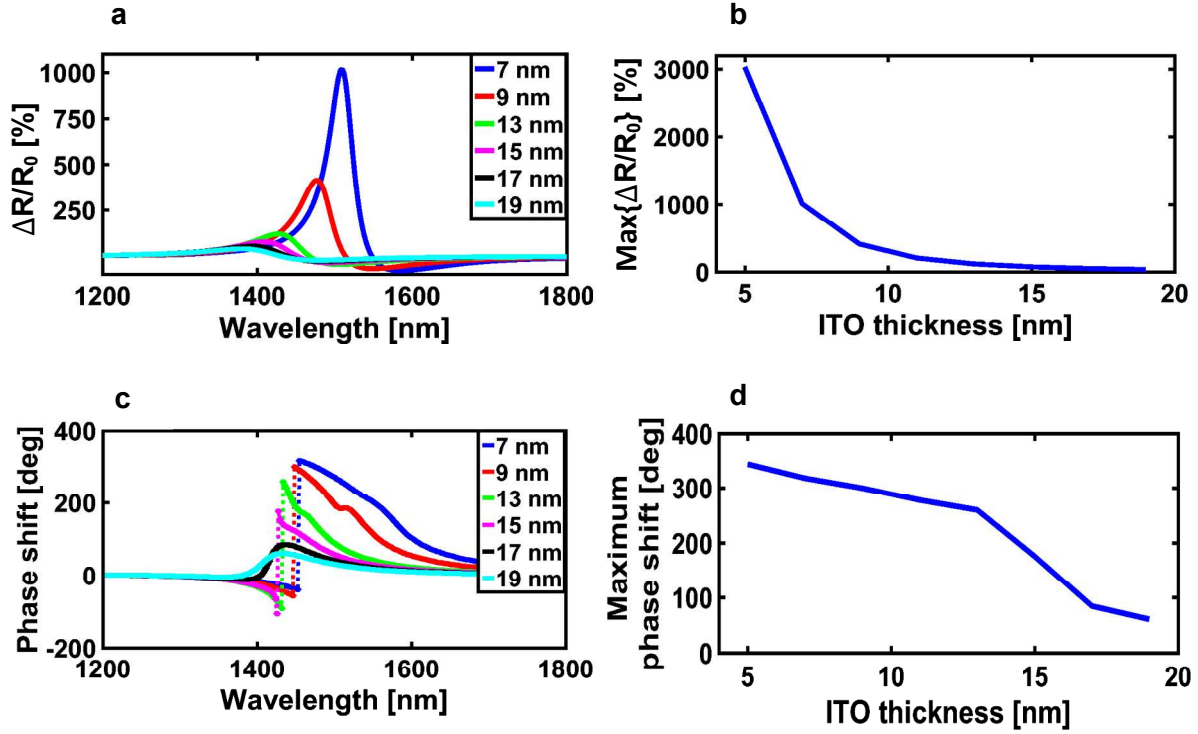 a
ΔR/R₀ [%]
1000
750
500
250
1200
1400
1600
1800
Wavelength [nm]
7 nm
9 nm
13 nm
15 nm
17 nm
19 nm
b
Max{ΔR/R₀} [%]
3000
2000
1000
0
5
10
15
20
ITO thickness [nm]
c
Phase shift [deg]
400
200
0
-200
1200
1400
1600
1800
Wavelength [nm]
7 nm
9 nm
13 nm
15 nm
17 nm
19 nm
d
Maximum
phase shift [deg]
400
300
200
100
0
5
10
15
20
ITO thickness [nm]